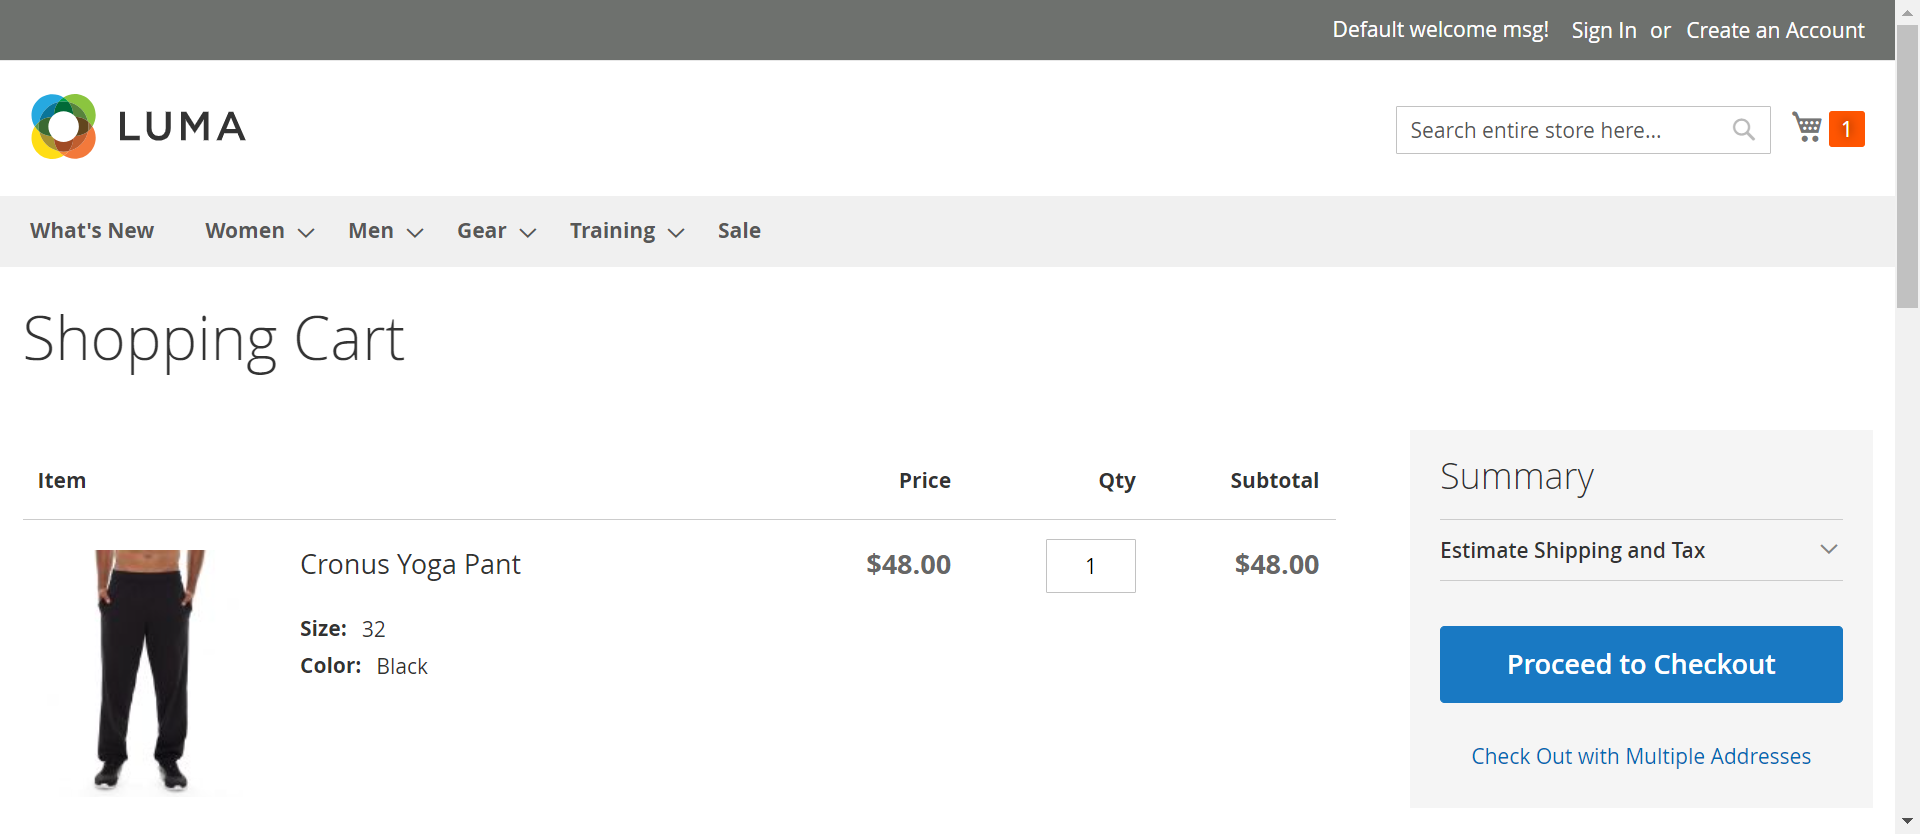 Default welcome msg! Sign In or Create an Account
LUMA
Search entire store here...
1
What's New Women Men Gear Training Sale
Shopping Cart
Item Price Qty Subtotal
Cronus Yoga Pant $48.00 1 $48.00
Size: 32
Color: Black
Summary
Estimate Shipping and Tax
Proceed to Checkout
Check Out with Multiple Addresses